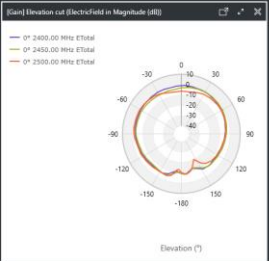 [Gain] Elevation cut (ElectricField in Magnitude (dB))
0° 2400.00 MHz ETotal
0° 2450.00 MHz ETotal
0° 2500.00 MHz ETotal
0
-30 10 30
0
-10
-60 -20 60
-30
-40
-90 90
-120 120
-150 150
-180
Elevation (°)